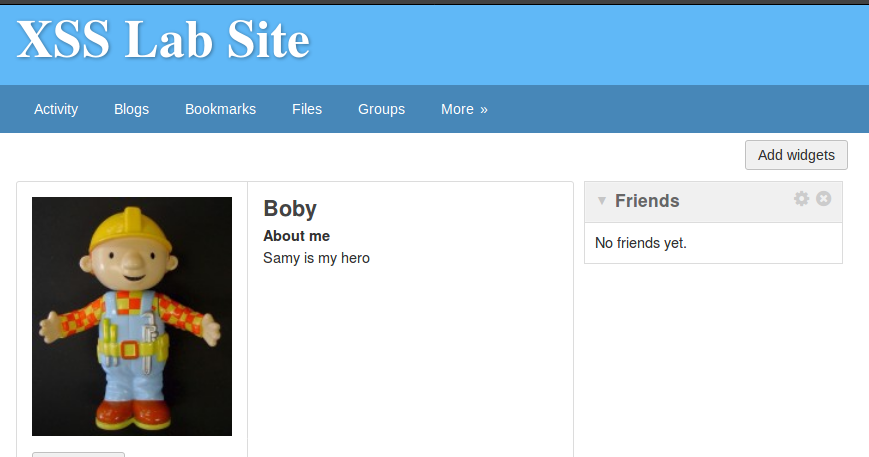 XSS Lab Site
Activity Blogs Bookmarks Files Groups More »
Add widgets
Boby
About me
Samy is my hero
Friends
No friends yet.